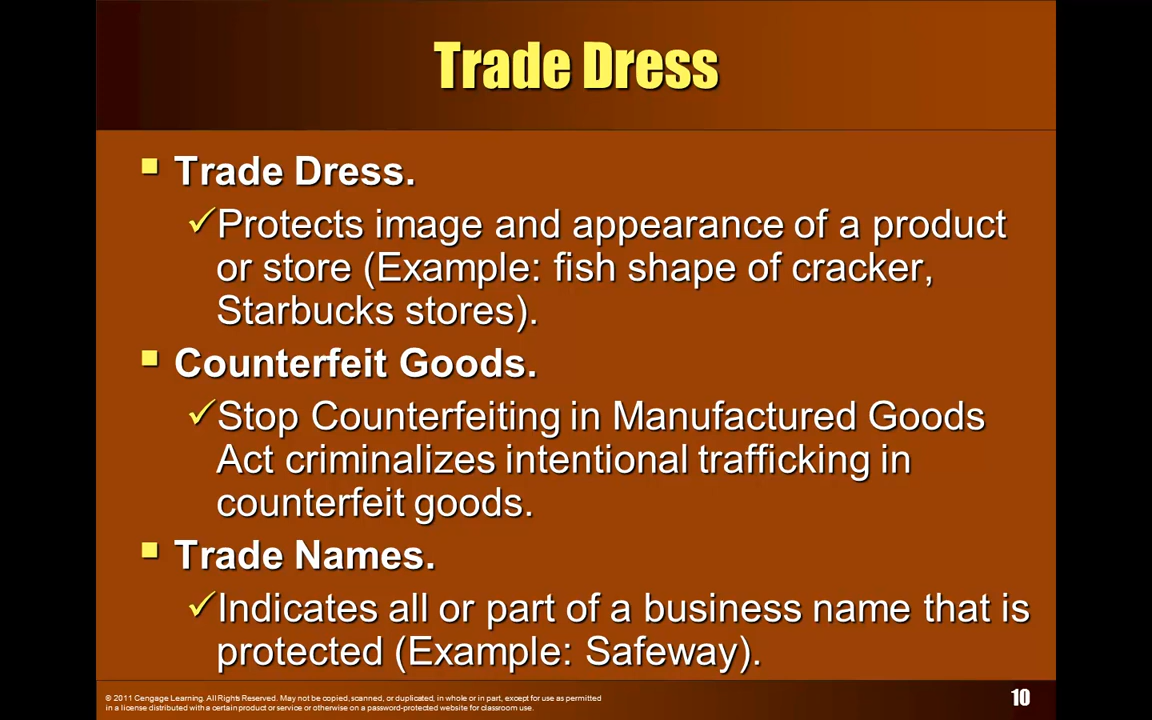 Trade Dress
Trade Dress.
Protects image and appearance of a product
or store (Example: fish shape of cracker,
Starbucks stores).
Counterfeit Goods.
Stop Counterfeiting in Manufactured Goods
Act criminalizes intentional trafficking in
counterfeit goods.
Trade Names.
Indicates all or part of a business name that is
protected (Example: Safeway).
© 2011 Cengage Learning. All Rights Reserved. May not be copied, scanned, or duplicated, in whole or in part, except for use as permitted
in a license distributed with a certain product or service or otherwise on a password-protected website for classroom use.
10